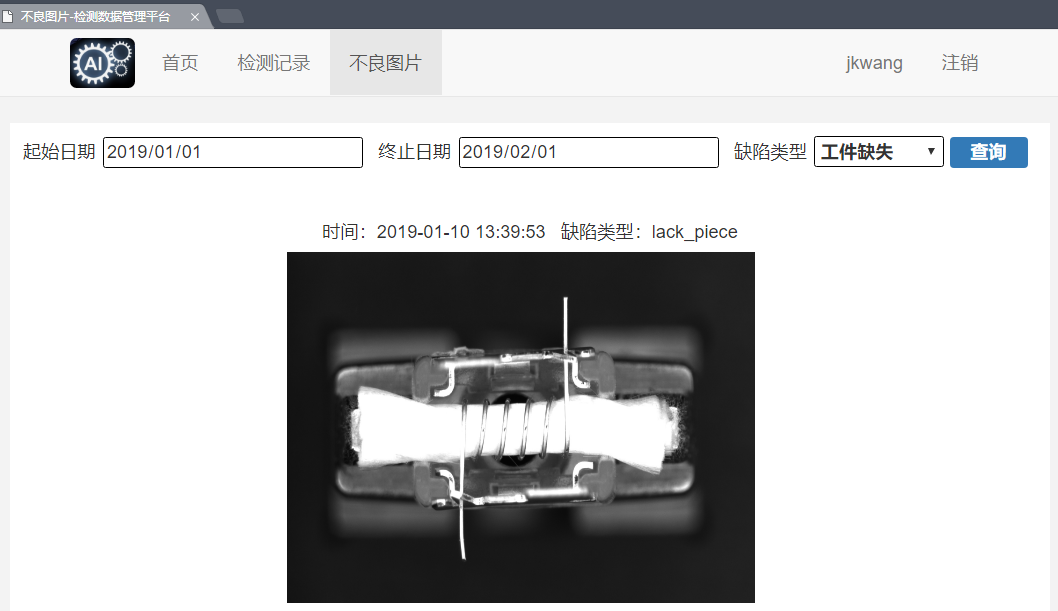 不良图片-检测数据管理平台
AI 首页 检测记录 不良图片 jkwang 注销
起始日期 2019/01/01 终止日期 2019/02/01 缺陷类型 工件缺失 查询
时间：2019-01-10 13:39:53 缺陷类型：lack_piece